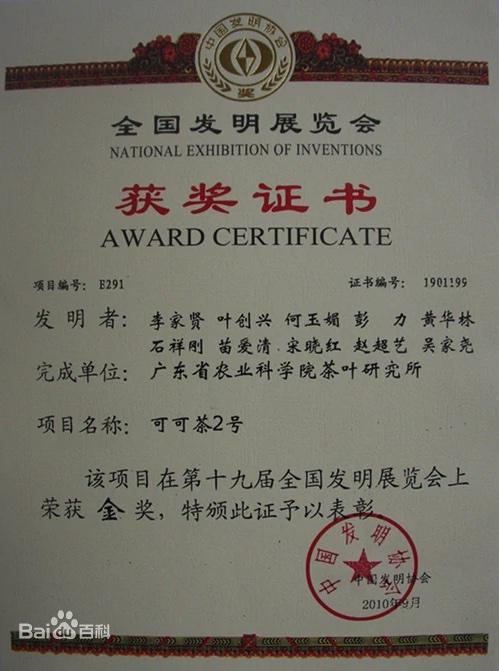 中国发明协会
奖
全国发明展览会
NATIONAL EXHIBITION OF INVENTIONS
获奖证书
AWARD CERTIFICATE
项目编号: E291 证书编号: 1901199
发明者: 李家贤 叶创兴 何玉媚 彭力 黄华林
石祥刚 苗爱清 宋晓红 赵超艺 吴家尧
完成单位: 广东省农业科学院茶叶研究所
项目名称: 可可茶2号
该项目在第十九届全国发明展览会上
荣获金奖,特颁此证予以表彰。
中国发明协会
中国发明协会
2010年9月
Bai百科